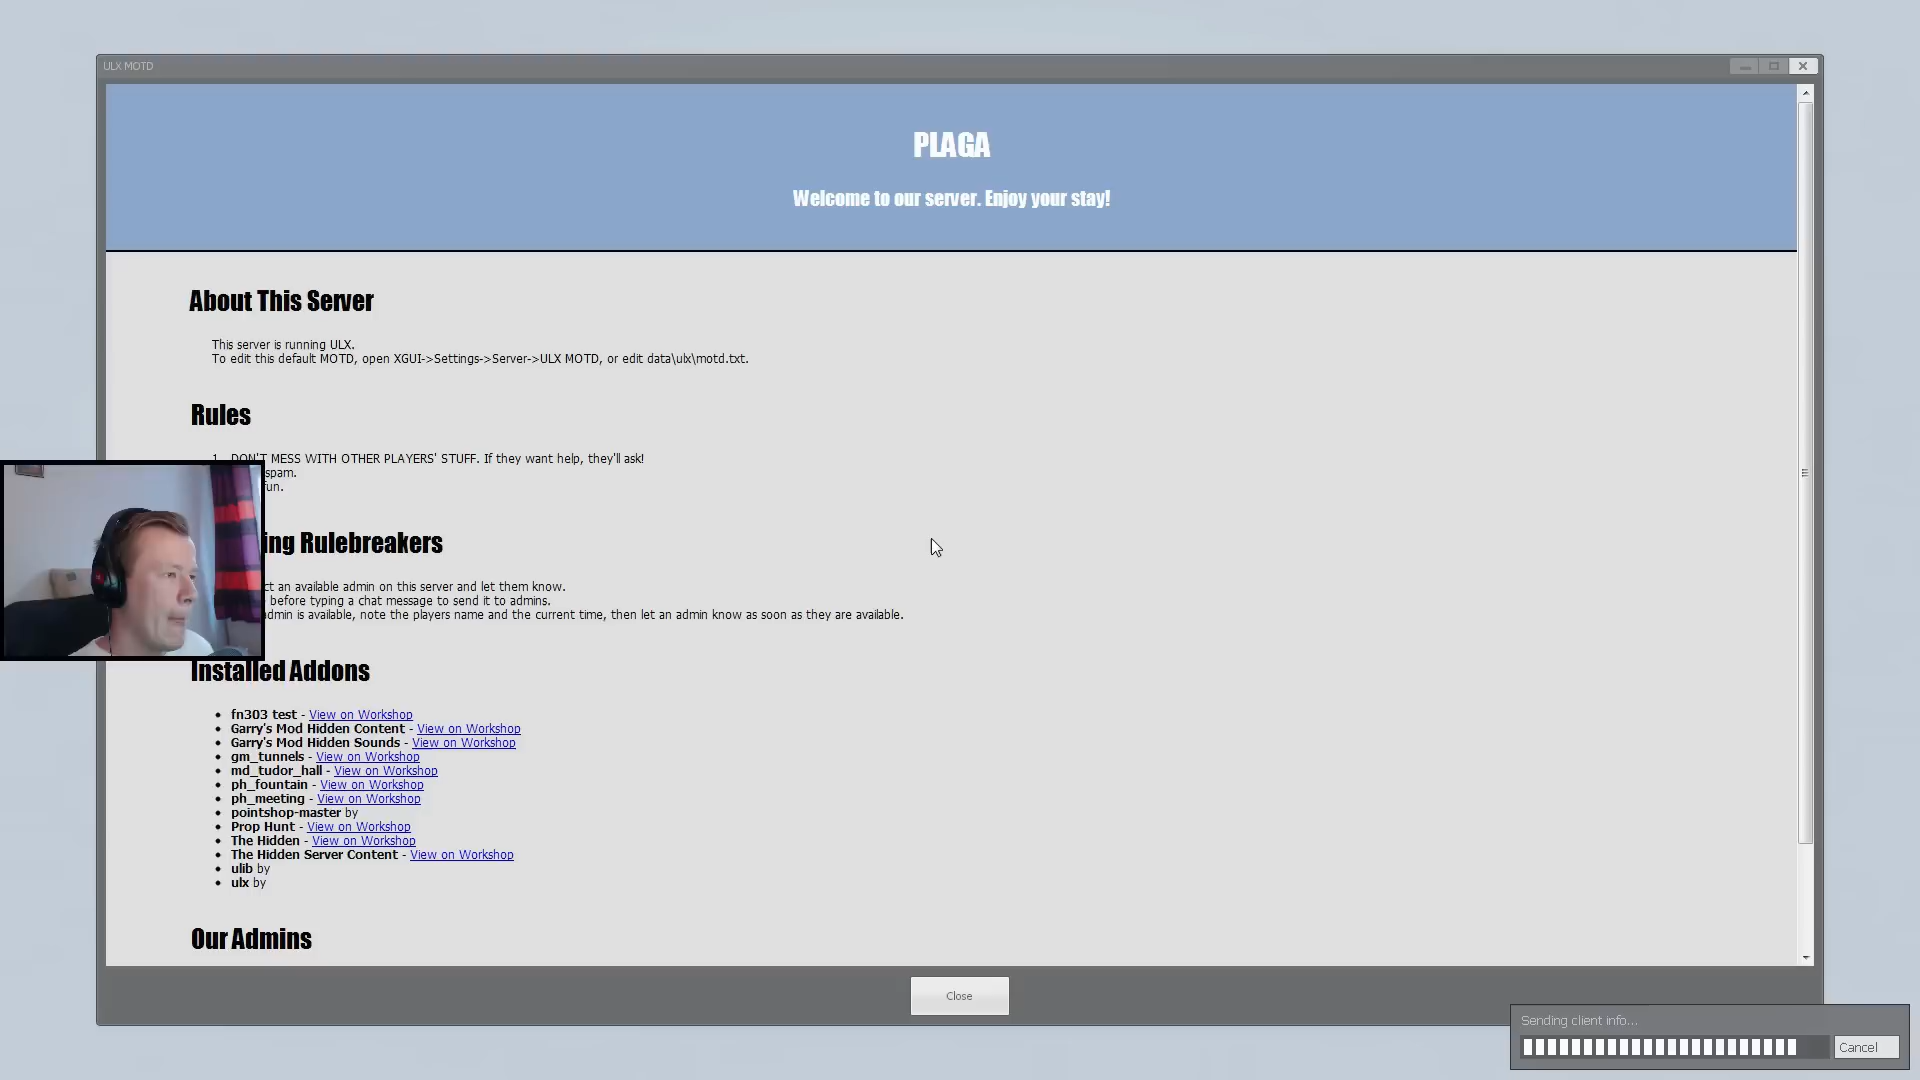 ULX MOTD
PLAGA
Welcome to our server. Enjoy your stay!
About This Server
This server is running ULX.
To edit this default MOTD, open XGUI->Settings->Server->ULX MOTD, or edit data\ulx\motd.txt.
Rules
1. DON'T MESS WITH OTHER PLAYERS' STUFF. If they want help, they'll ask!
spam.
fun.
ing Rulebreakers
ct an available admin on this server and let them know.
before typing a chat message to send it to admins.
admin is available, note the players name and the current time, then let an admin know as soon as they are available.
Installed Addons
• fn303 test - View on Workshop
• Garry's Mod Hidden Content - View on Workshop
• Garry's Mod Hidden Sounds - View on Workshop
• gm_tunnels - View on Workshop
• md_tudor_hall - View on Workshop
• ph_fountain - View on Workshop
• ph_meeting - View on Workshop
• pointshop-master by
• Prop Hunt - View on Workshop
• The Hidden - View on Workshop
• The Hidden Server Content - View on Workshop
• ulib by
• ulx by
Our Admins
Close
Sending client info...
Cancel